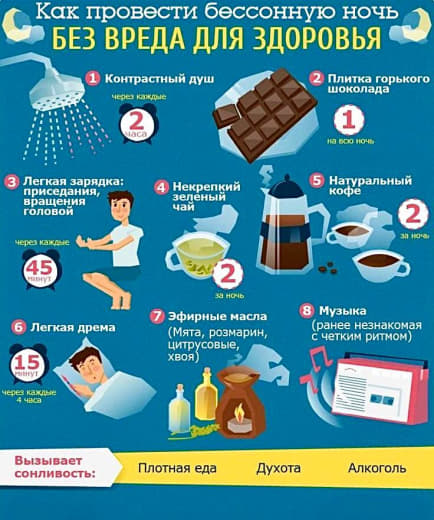 Как провести бессонную ночь
БЕЗ ВРЕДА ДЛЯ ЗДОРОВЬЯ
1 Контрастный душ
через каждые
2
часа
2 Плитка горького
шоколада
1
на всю ночь
3 Легкая зарядка:
приседания,
вращения
головой
через каждые
45
минут
4 Некрепкий
зеленый
чай
2
за ночь
5 Натуральный
кофе
2
за ночь
6 Легкая дрема
15
минут
через каждые
4 часа
7 Эфирные масла
(Мята, розмарин,
цитрусовые,
хвоя)
8 Музыка
(ранее незнакомая
с четким ритмом)
Вызывает
сонливость:
Плотная еда
Духота
Алкоголь